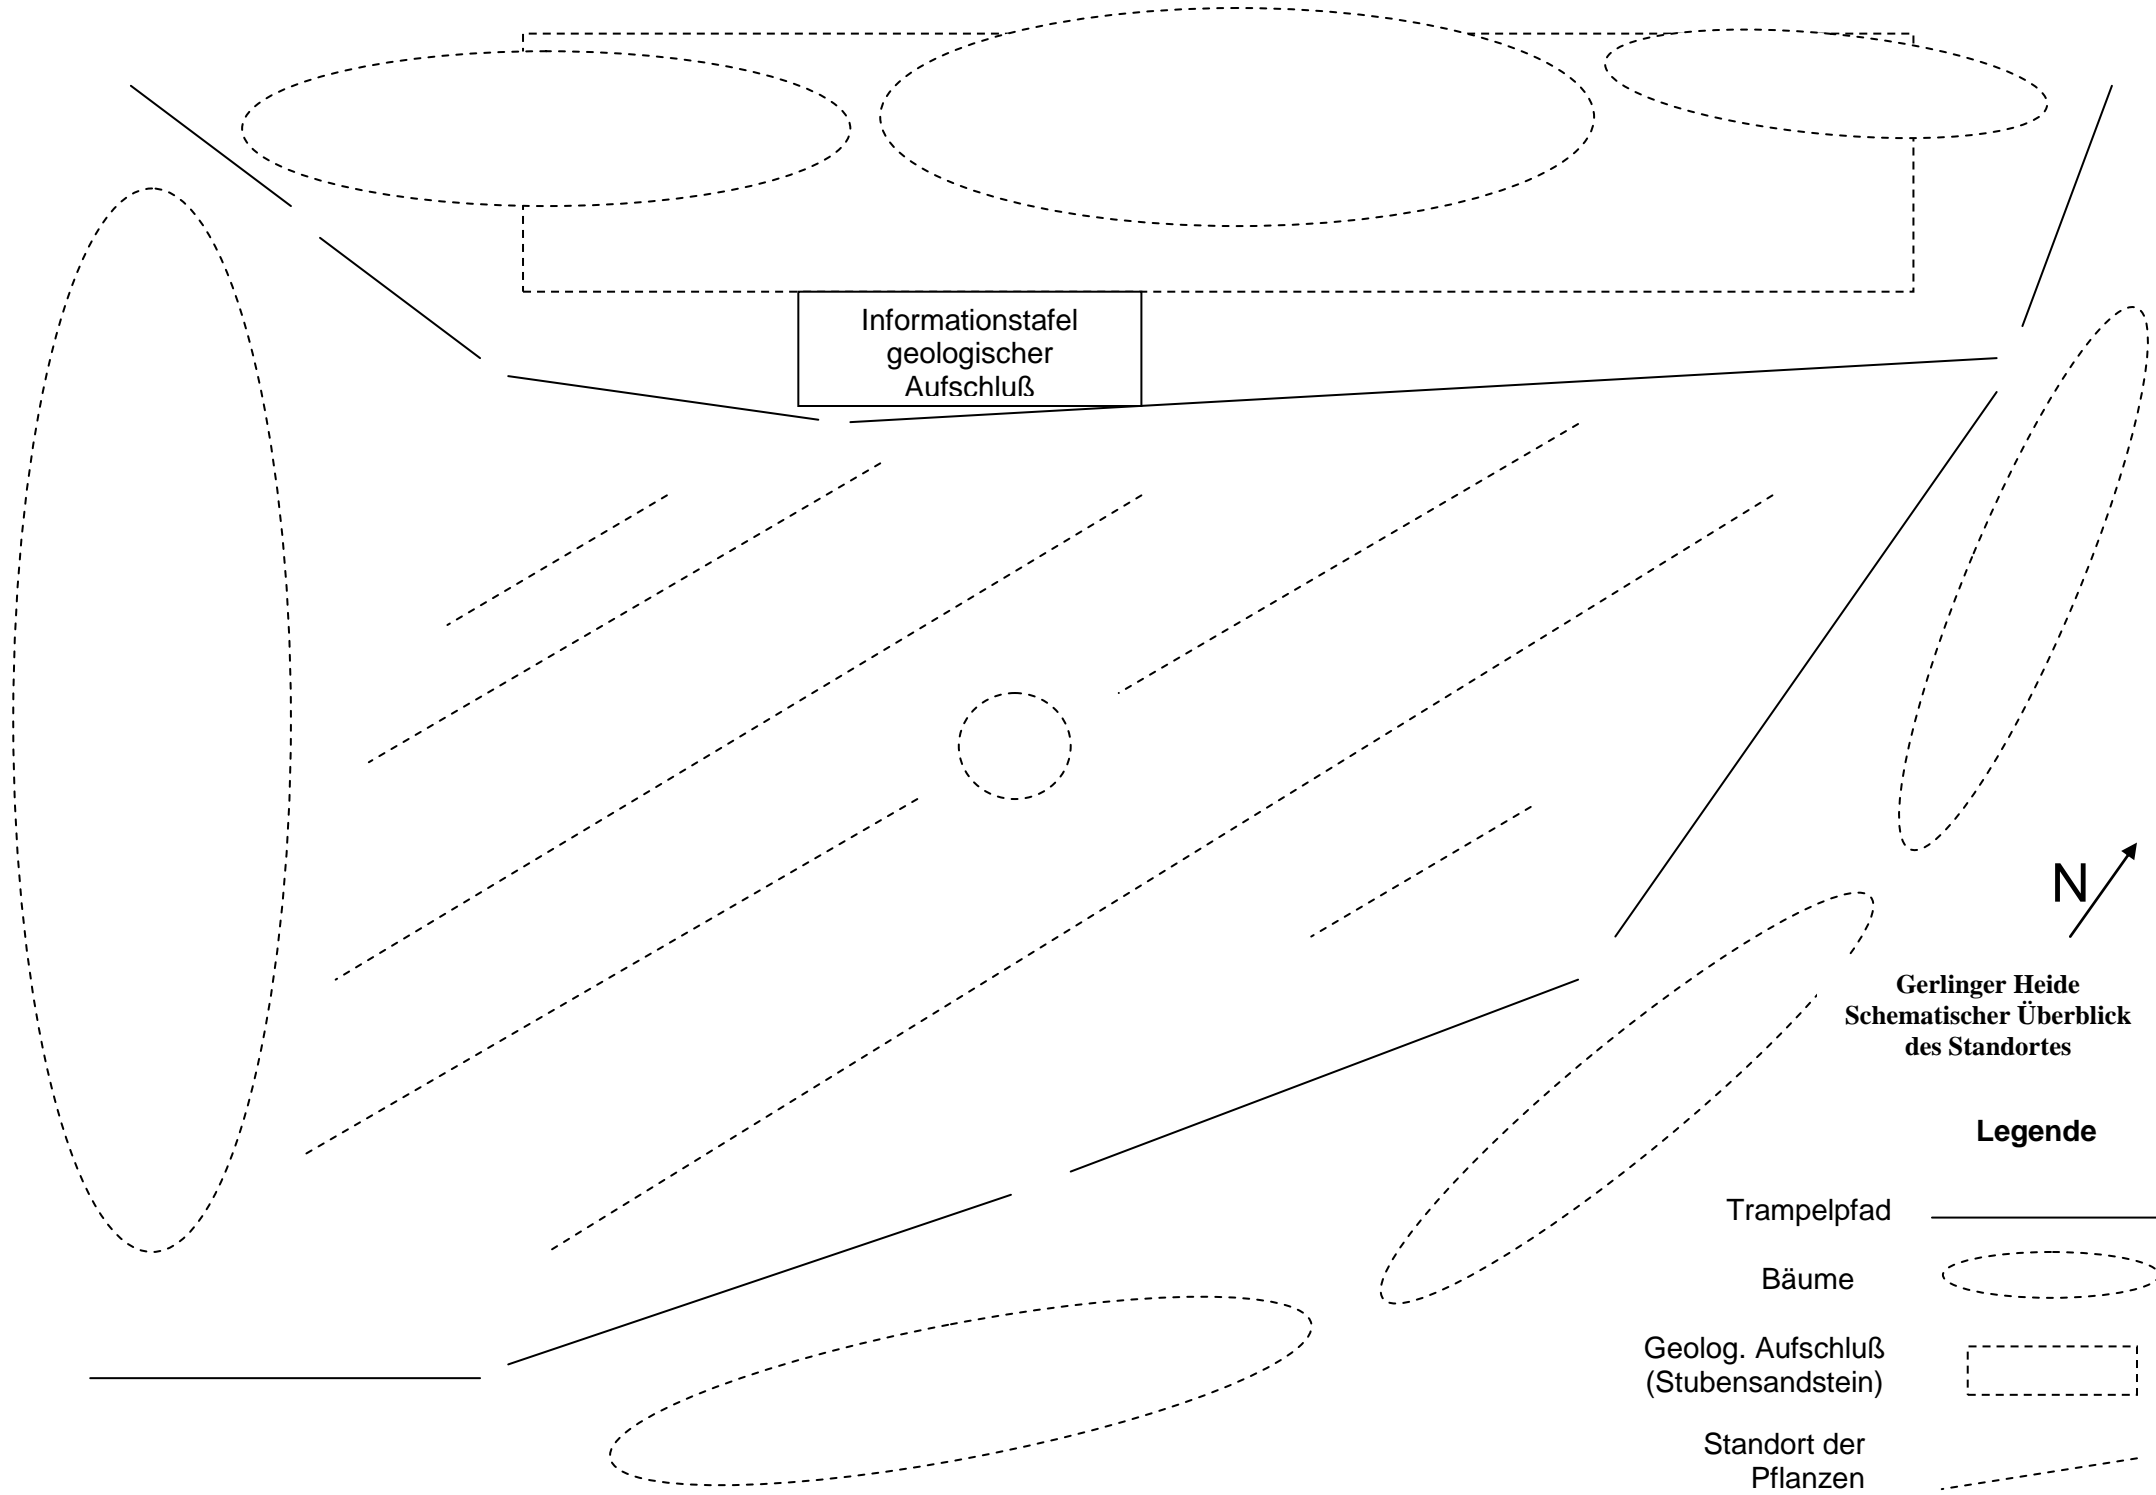 Informationstafel
geologischer
Aufschluß
N
Gerlinger Heide
Schematischer Überblick
des Standortes
Legende
Trampelpfad
Bäume
Geolog. Aufschluß
(Stubensandstein)
Standort der
Pflanzen